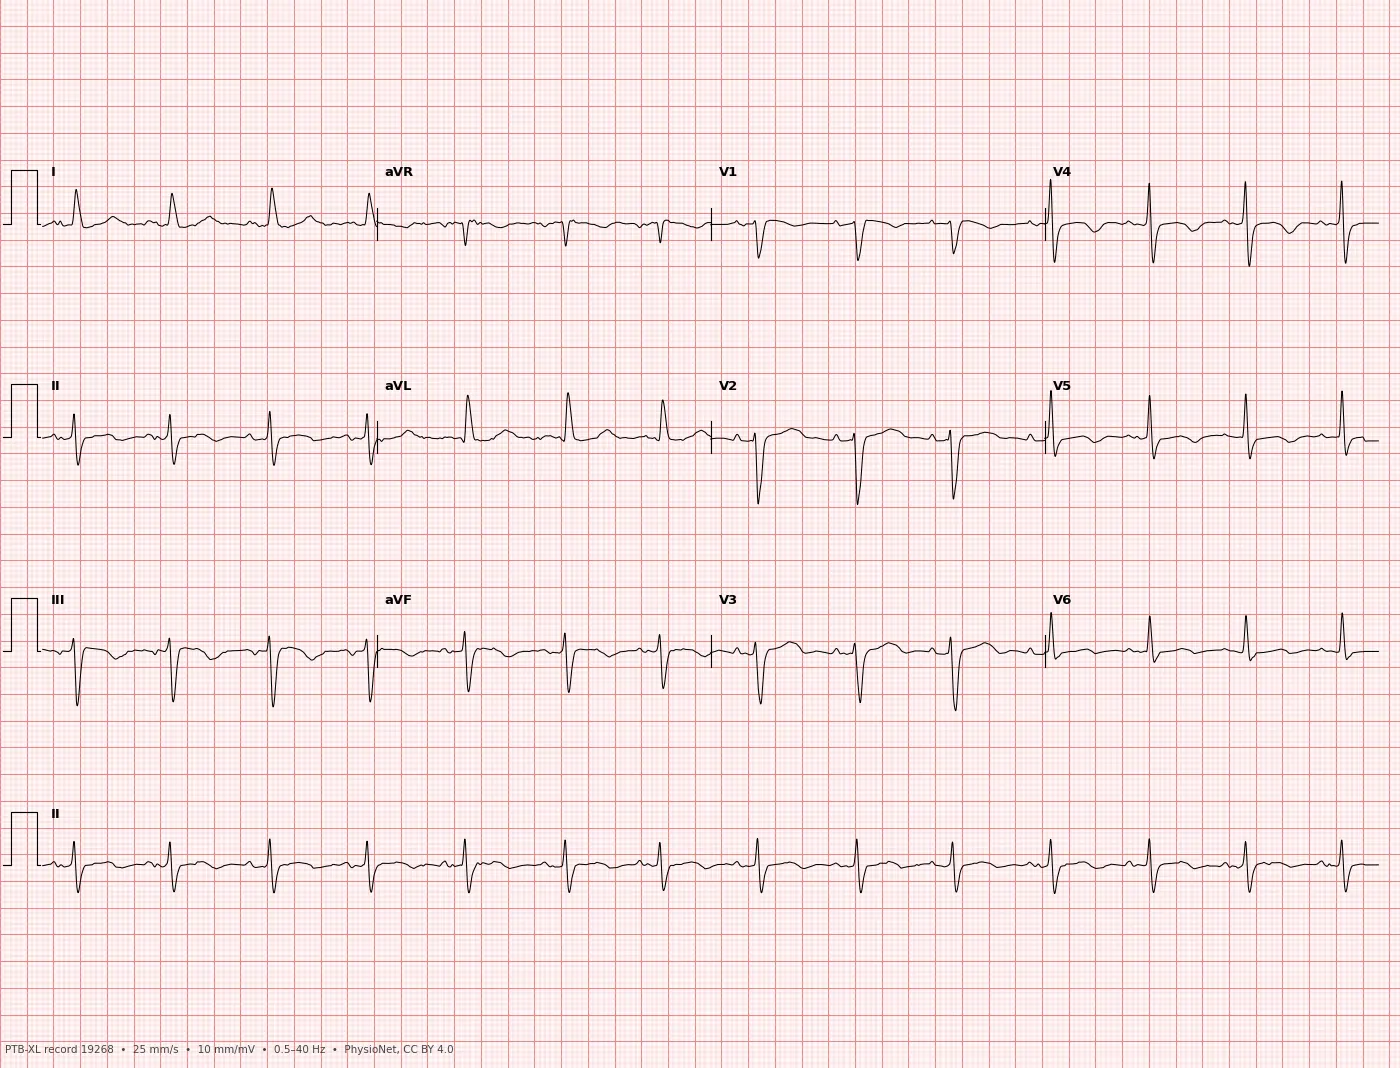 I aVR V1 V4
II aVL V2 V5
III aVF V3 V6
II
PTB-XL record 19268 • 25 mm/s • 10 mm/mV • 0.5–40 Hz • PhysioNet, CC BY 4.0